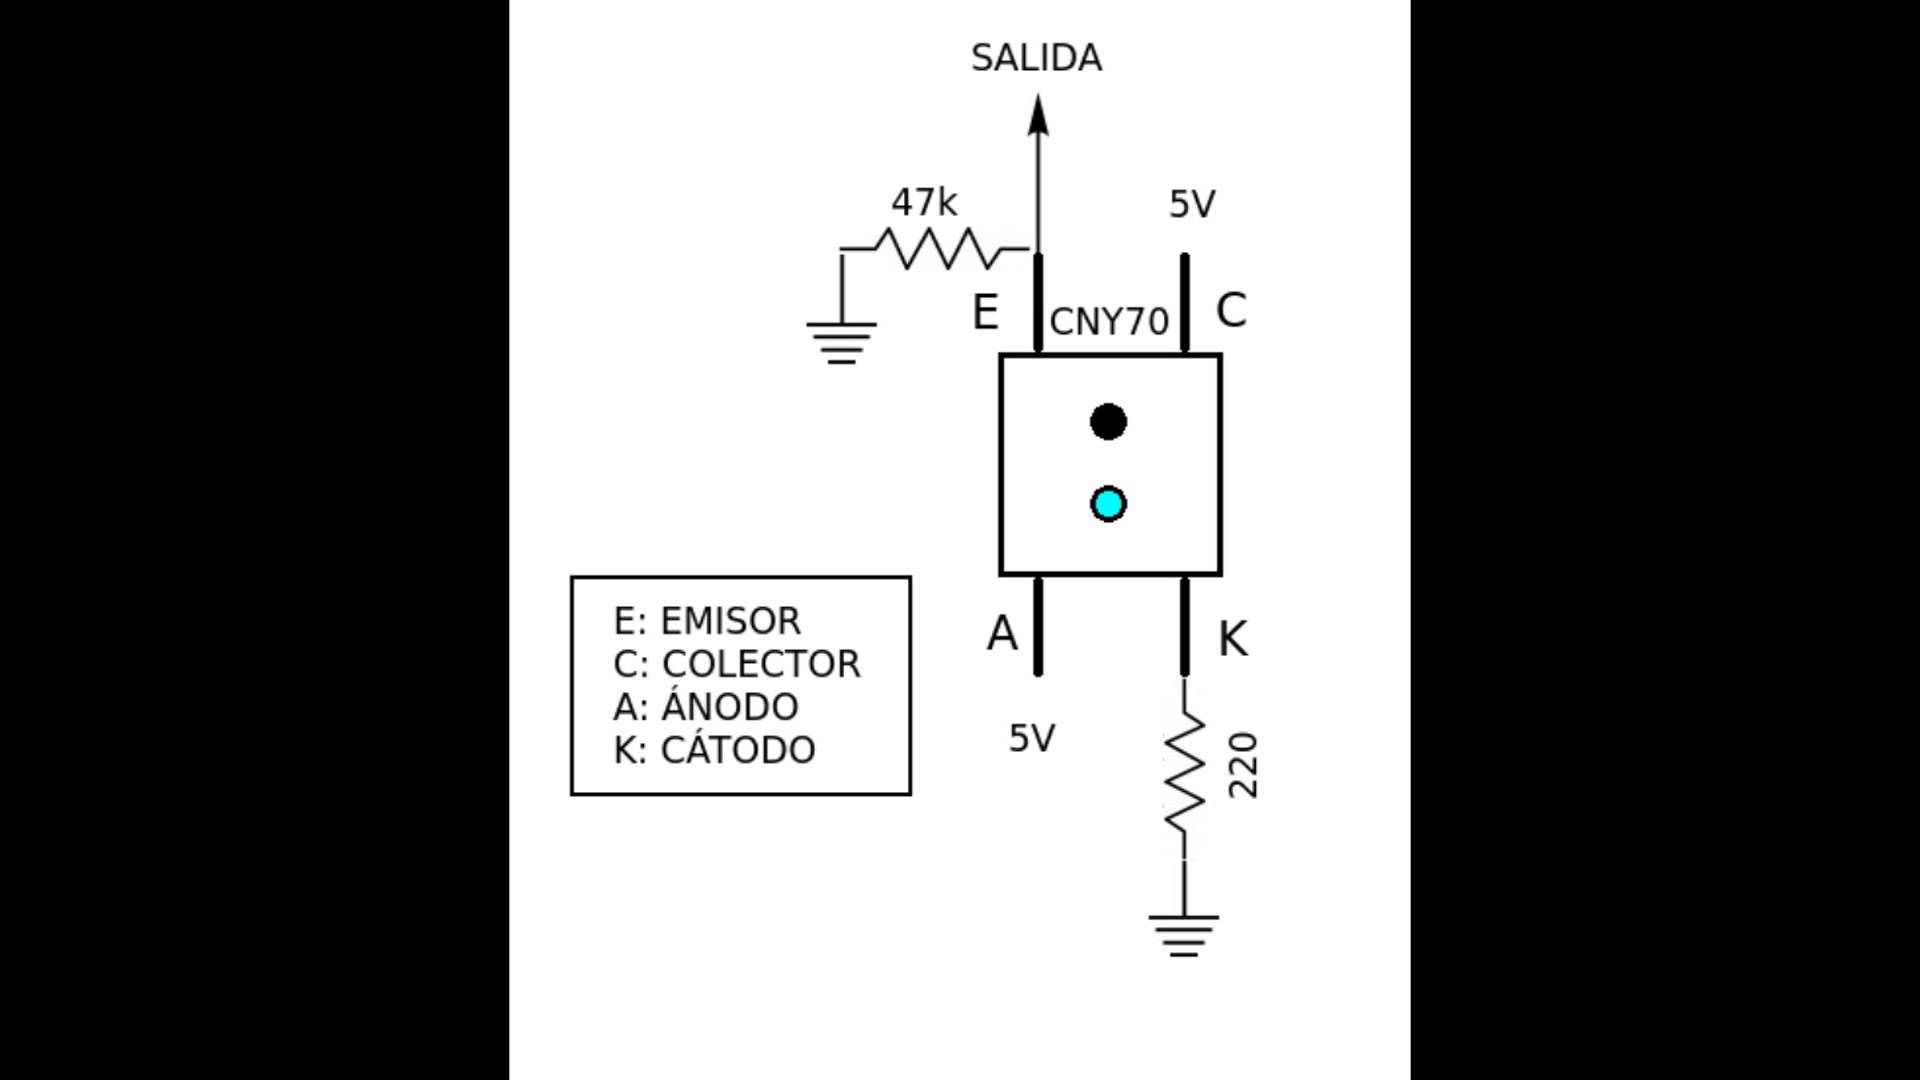 SALIDA
47k
5V
E
CNY70
C
E: EMISOR
C: COLECTOR
A: ÁNODO
K: CÁTODO
A
K
5V
220